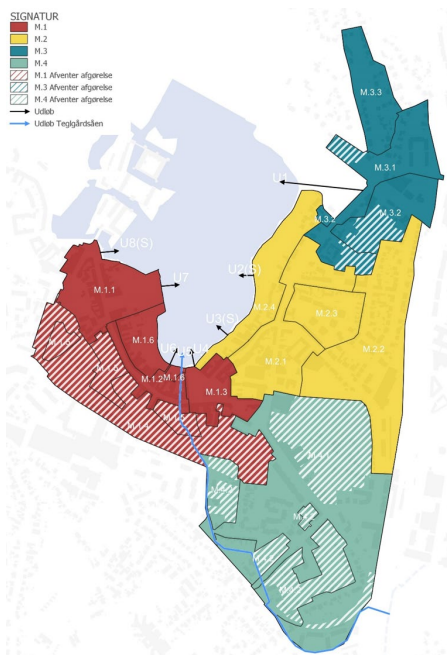 SIGNATUR
M.1
M.2
M.3
M.4
M.1 Afventer afgørelse
M.3 Afventer afgørelse
M.4 Afventer afgørelse
Udløb
Udløb Teglgårdsåen
M.3.3
M.3.1
U1
M.3.2
M.3.2
U8(S)
U7
U2(S)
M.1.1
M.2.4
M.2.3
U3(S)
M.1.6
M.2.2
M.2.1
U4
M.1.2
M.1.6
M.1.3
M.4.1